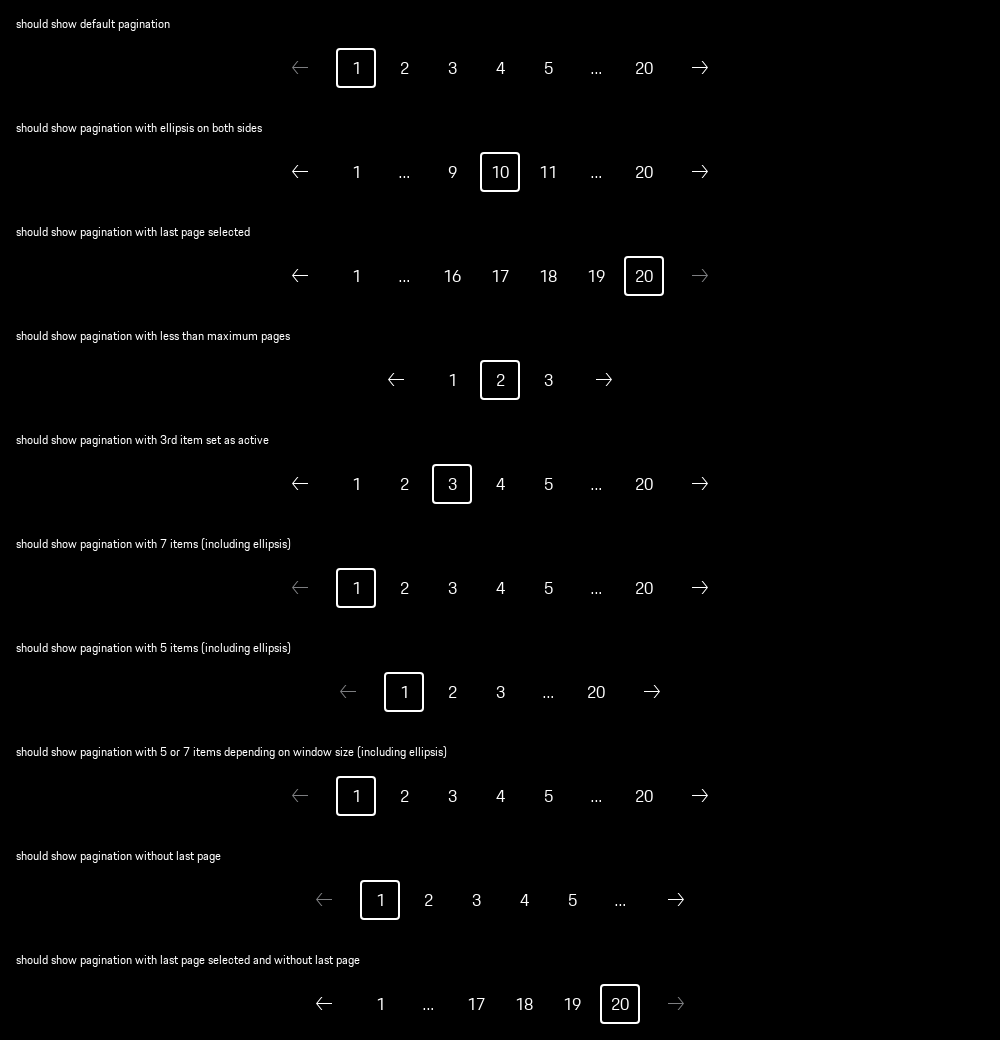 should show default pagination
← 1 2 3 4 5 ... 20 →
should show pagination with ellipsis on both sides
← 1 ... 9 10 11 ... 20 →
should show pagination with last page selected
← 1 ... 16 17 18 19 20 →
should show pagination with less than maximum pages
← 1 2 3 →
should show pagination with 3rd item set as active
← 1 2 3 4 5 ... 20 →
should show pagination with 7 items (including ellipsis)
← 1 2 3 4 5 ... 20 →
should show pagination with 5 items (including ellipsis)
← 1 2 3 ... 20 →
should show pagination with 5 or 7 items depending on window size (including ellipsis)
← 1 2 3 4 5 ... 20 →
should show pagination without last page
← 1 2 3 4 5 ... →
should show pagination with last page selected and without last page
← 1 ... 17 18 19 20 →